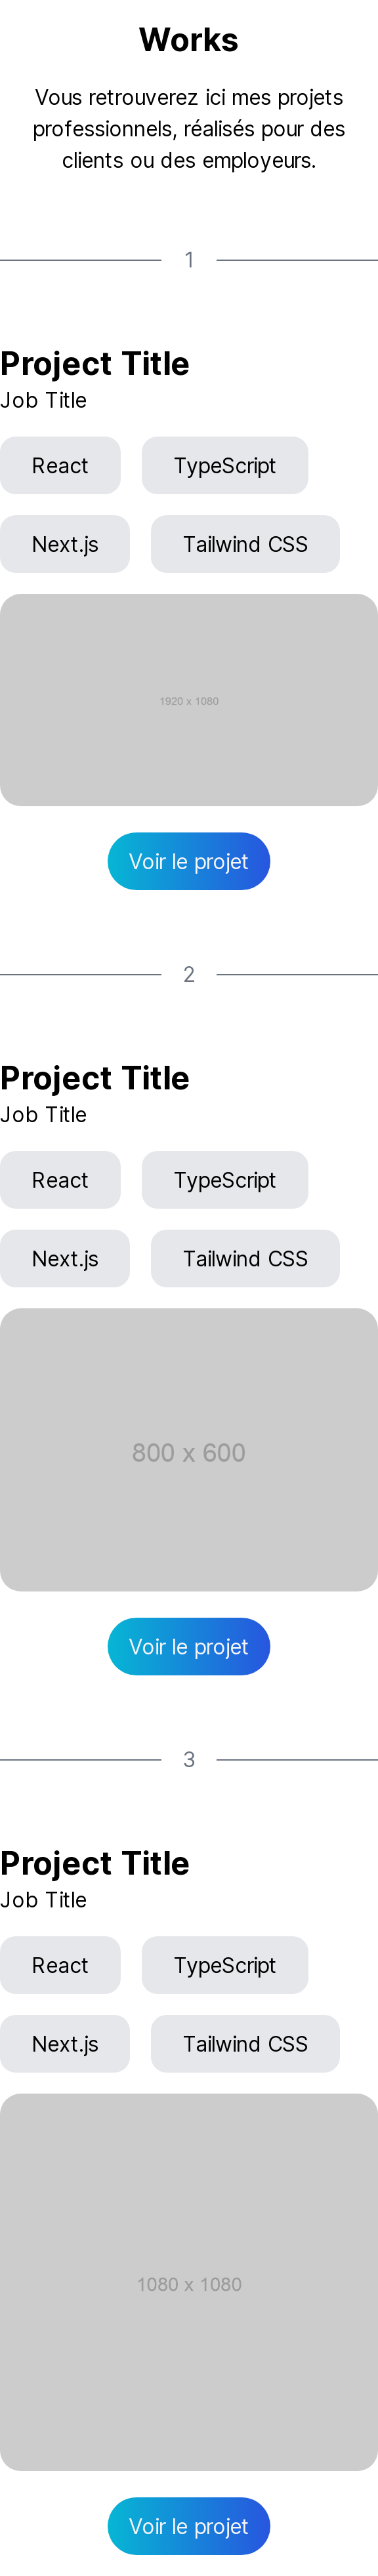 Works
Vous retrouverez ici mes projets
professionnels, réalisés pour des
clients ou des employeurs.
1
Project Title
Job Title
React TypeScript
Next.js Tailwind CSS
1920 x 1080
Voir le projet
2
Project Title
Job Title
React TypeScript
Next.js Tailwind CSS
800 x 600
Voir le projet
3
Project Title
Job Title
React TypeScript
Next.js Tailwind CSS
1080 x 1080
Voir le projet